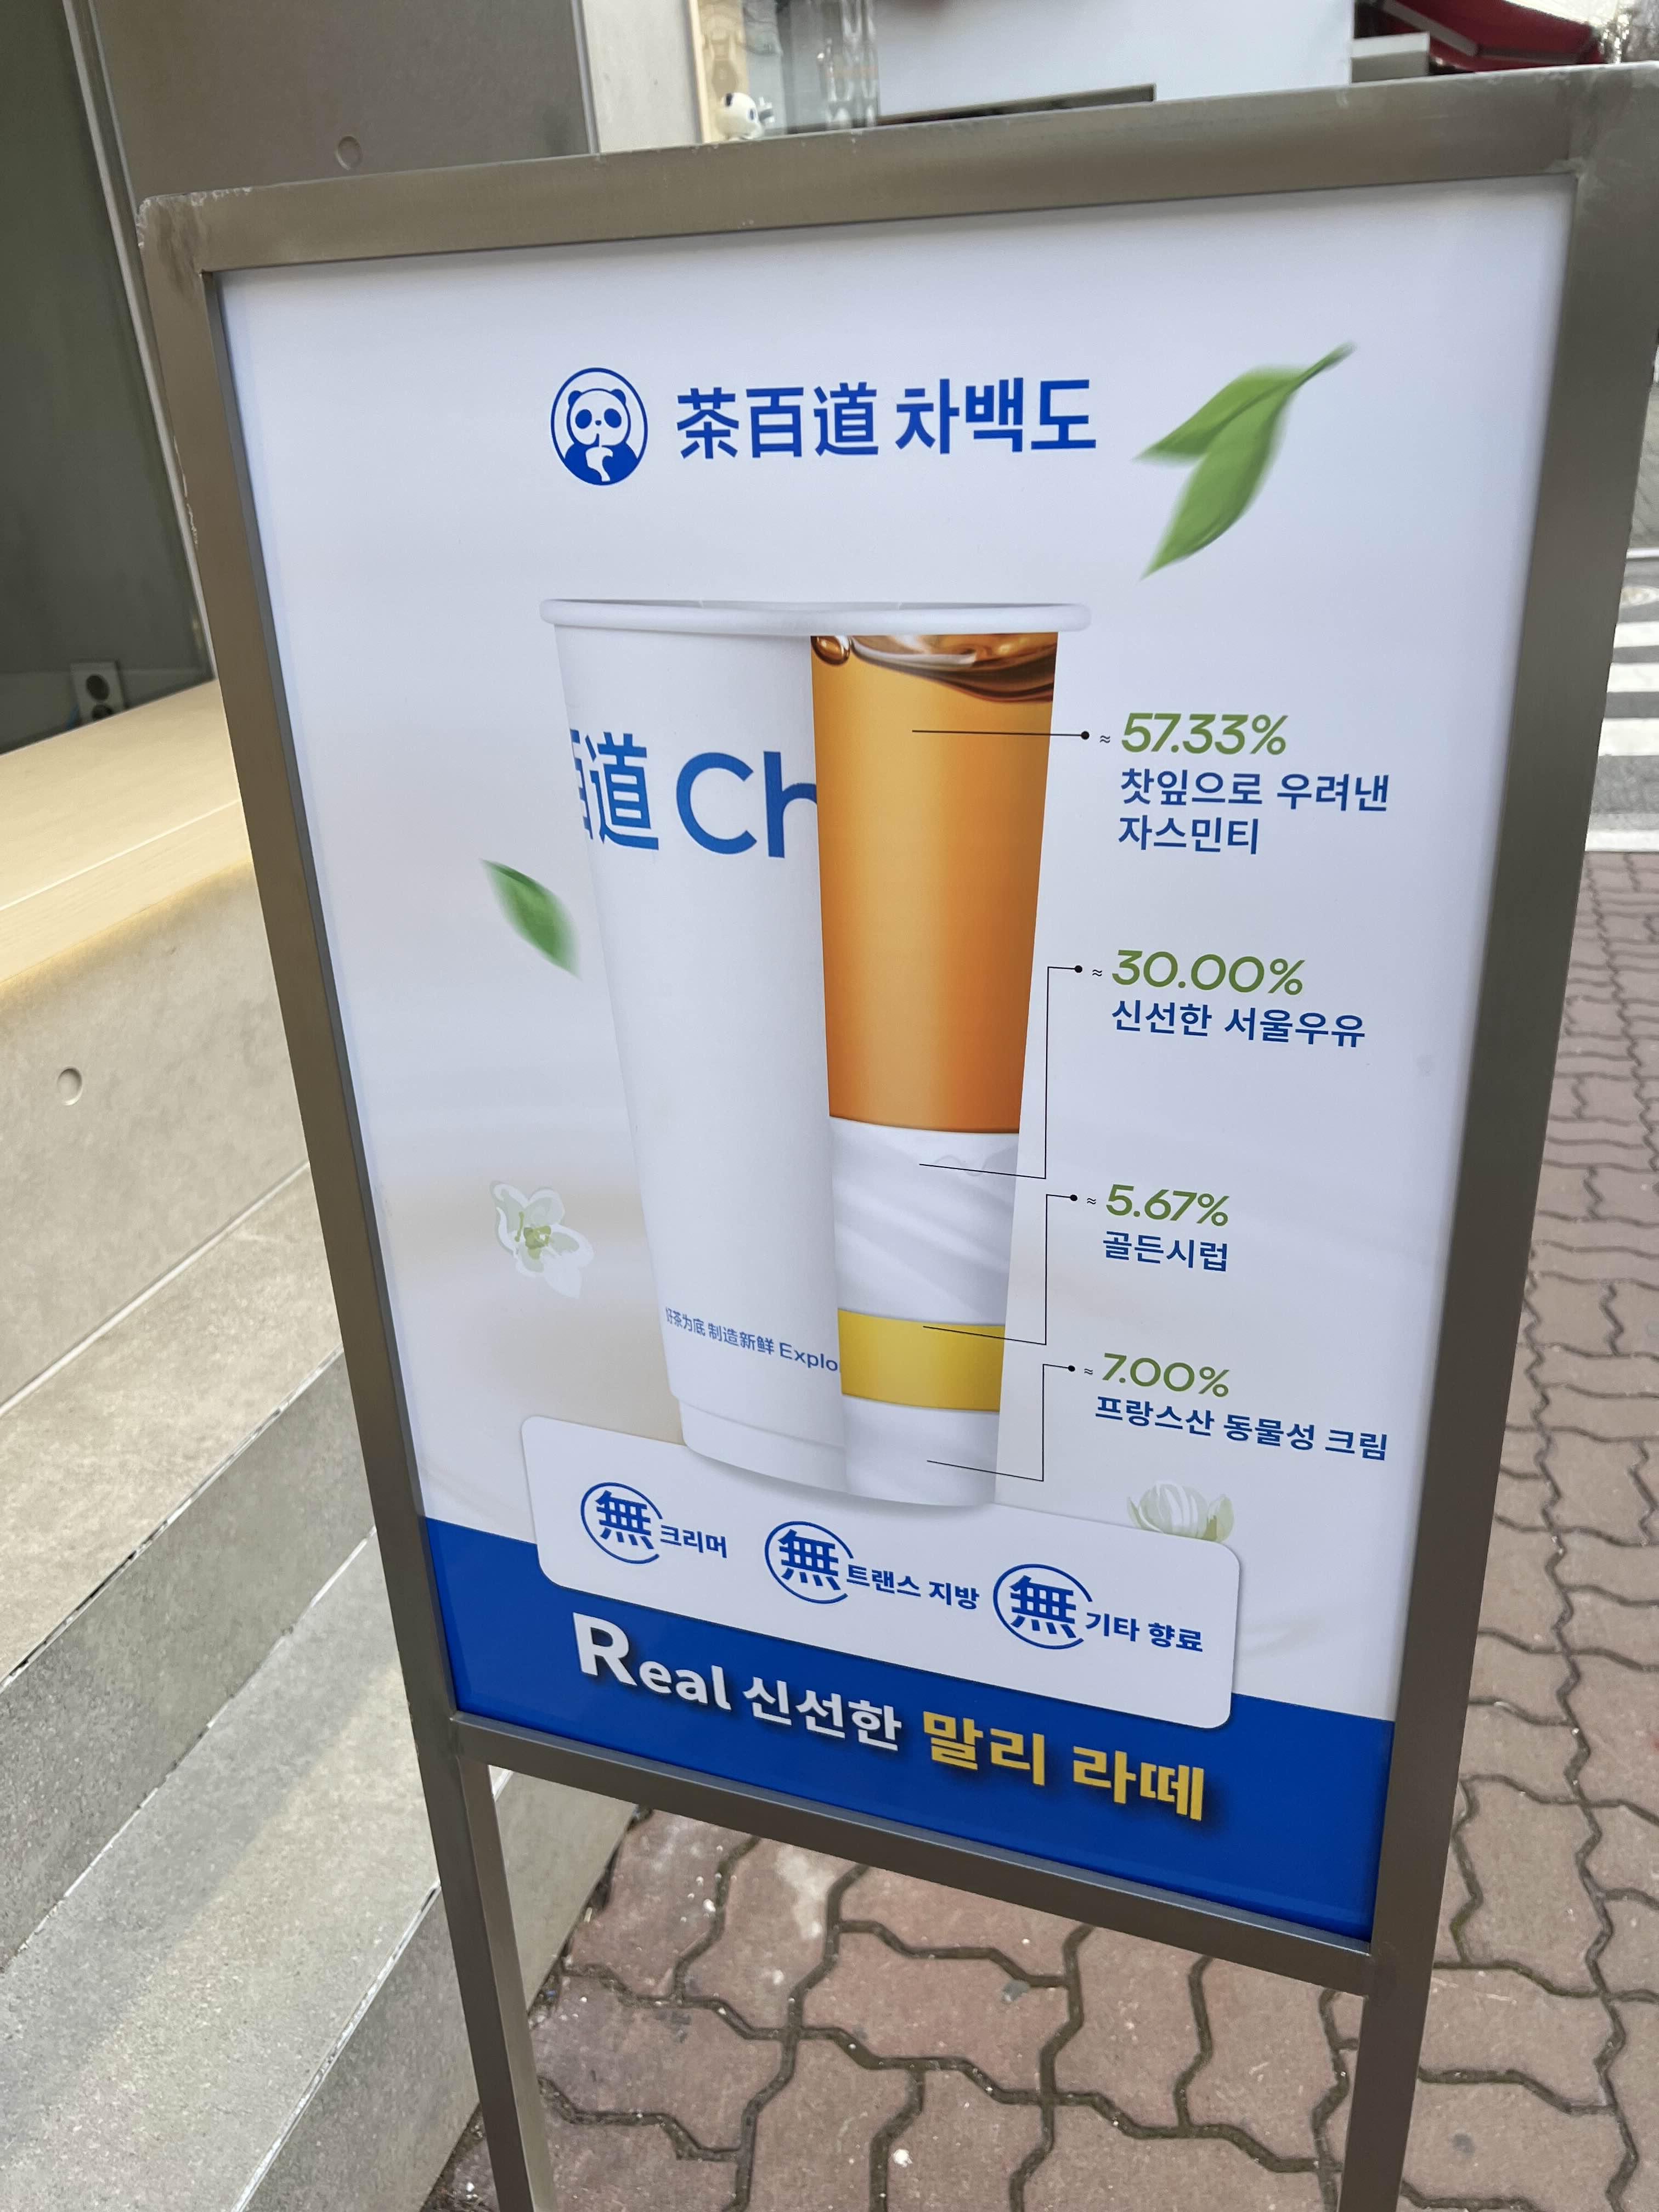 茶百道 차백도
道 Ch
≈ 57.33%
찻잎으로 우려낸
자스민티
≈ 30.00%
신선한 서울우유
≈ 5.67%
골든시럽
≈ 7.00%
프랑스산 동물성 크림
好茶为底 制造新鲜 Explo
無 크리머 無 트랜스 지방 無 기타 향료
Real 신선한 말리 라떼